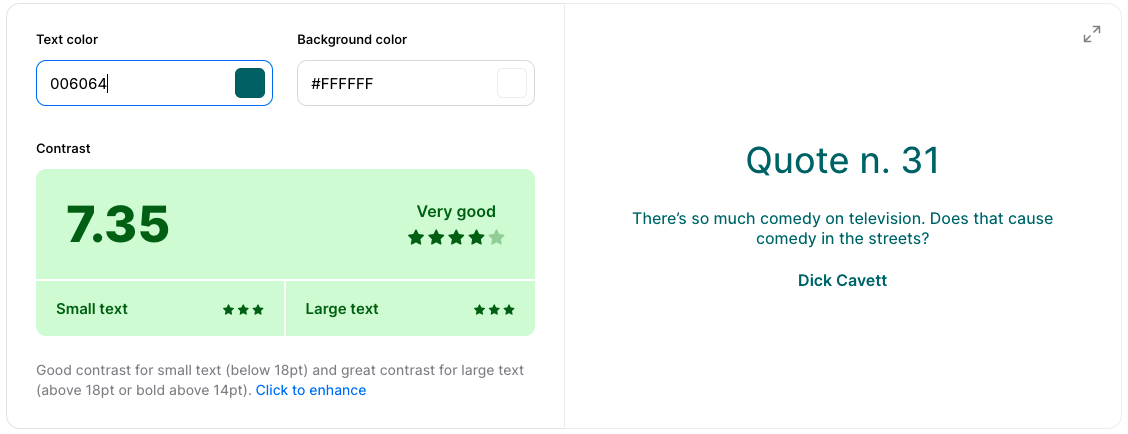 Text color
Background color
006064
#FFFFFF
Contrast
7.35
Very good
Small text
Large text
Good contrast for small text (below 18pt) and great contrast for large text
(above 18pt or bold above 14pt). Click to enhance
Quote n. 31
There’s so much comedy on television. Does that cause
comedy in the streets?
Dick Cavett